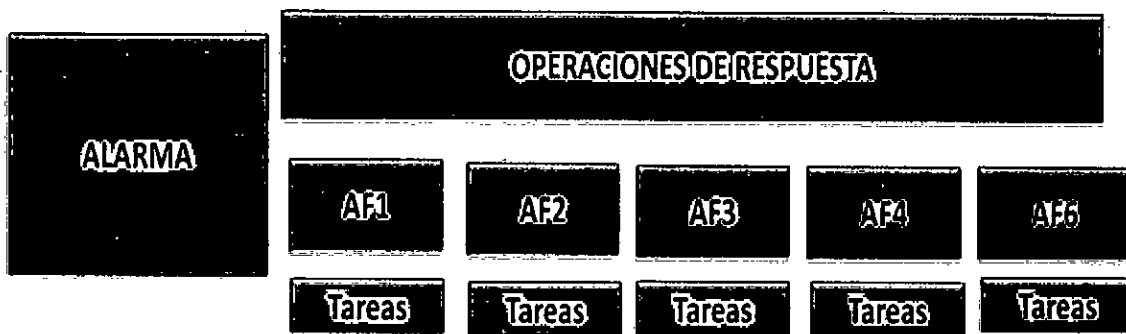 OPERACIONES DE RESPUESTA
ALARMA
AF1 AF2 AF3 AF4 AF6
Tareas Tareas Tareas Tareas Tareas